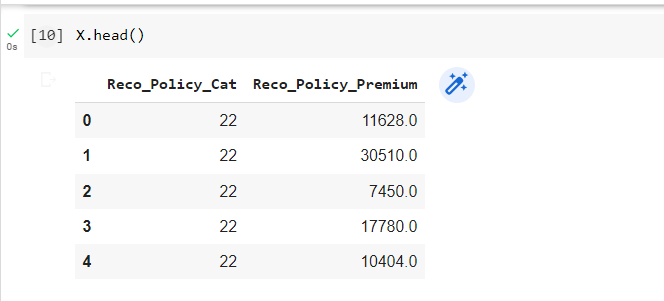 [10] X.head()
0s
Reco_Policy_Cat Reco_Policy_Premium
0 22 11628.0
1 22 30510.0
2 22 7450.0
3 22 17780.0
4 22 10404.0